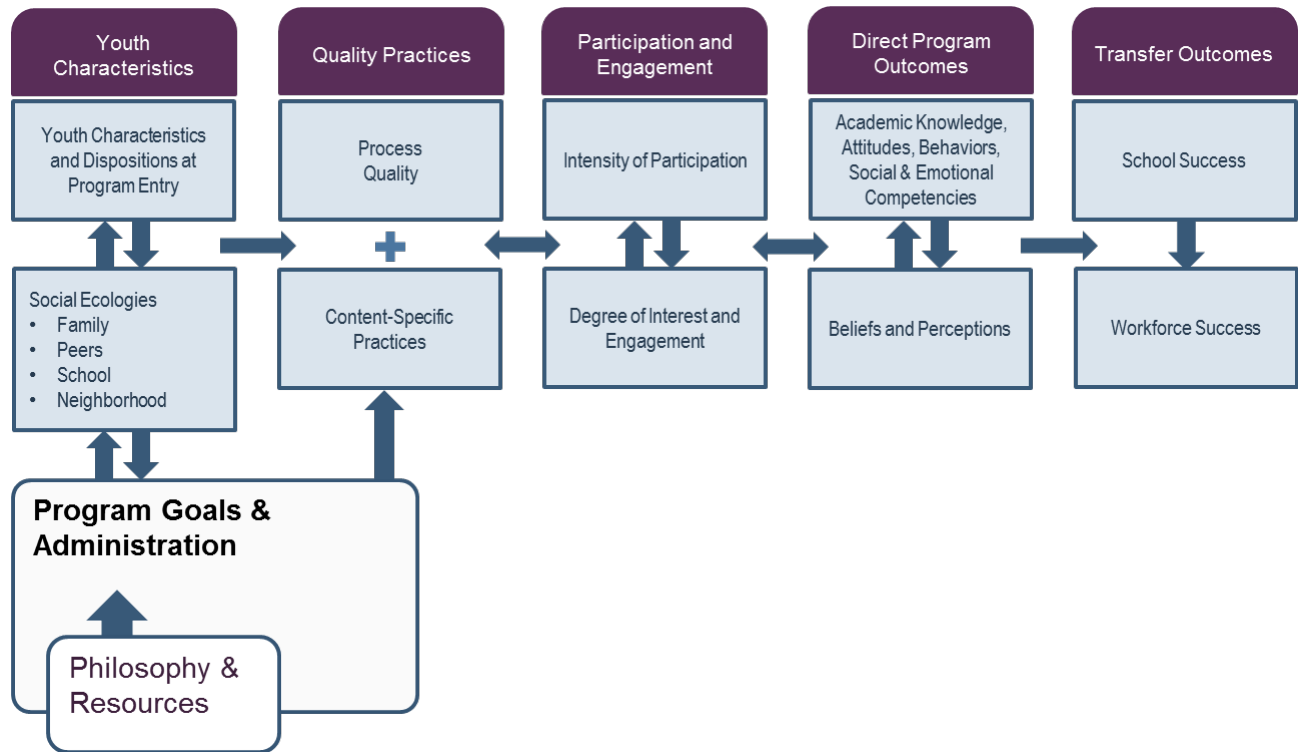 Youth
Characteristics
Quality Practices
Participation and
Engagement
Direct Program
Outcomes
Transfer Outcomes
Youth Characteristics
and Dispositions at
Program Entry
Process
Quality
Intensity of Participation
Academic Knowledge,
Attitudes, Behaviors,
Social & Emotional
Competencies
School Success
Social Ecologies
• Family
• Peers
• School
• Neighborhood
Content-Specific
Practices
Degree of Interest and
Engagement
Beliefs and Perceptions
Workforce Success
Program Goals &
Administration
Philosophy &
Resources